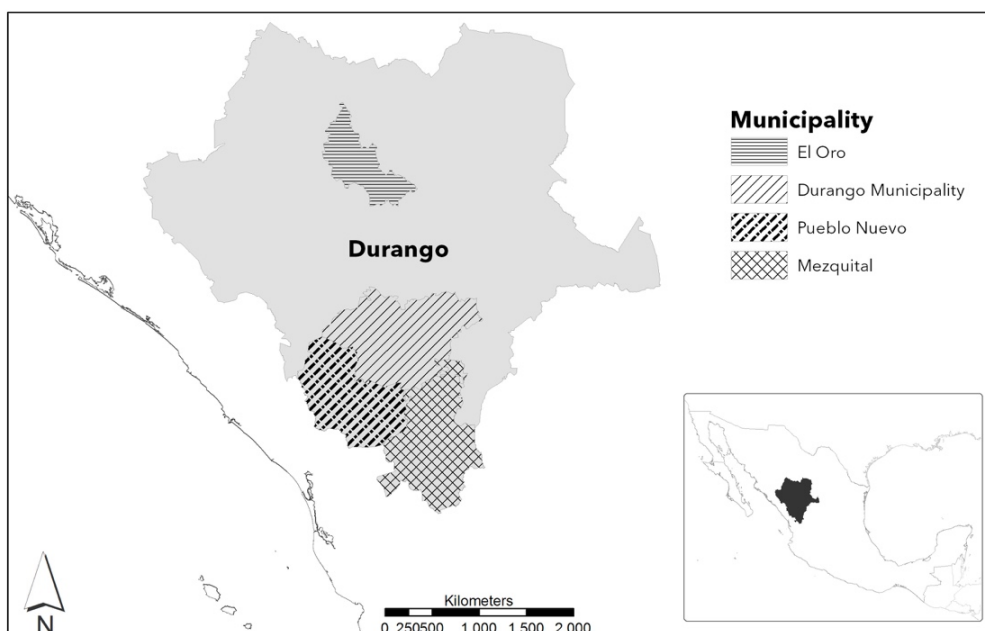 Municipality
El Oro
Durango Municipality
Pueblo Nuevo
Mezquital
Durango
N
Kilometers
0 250500 1.000 1.500 2.000